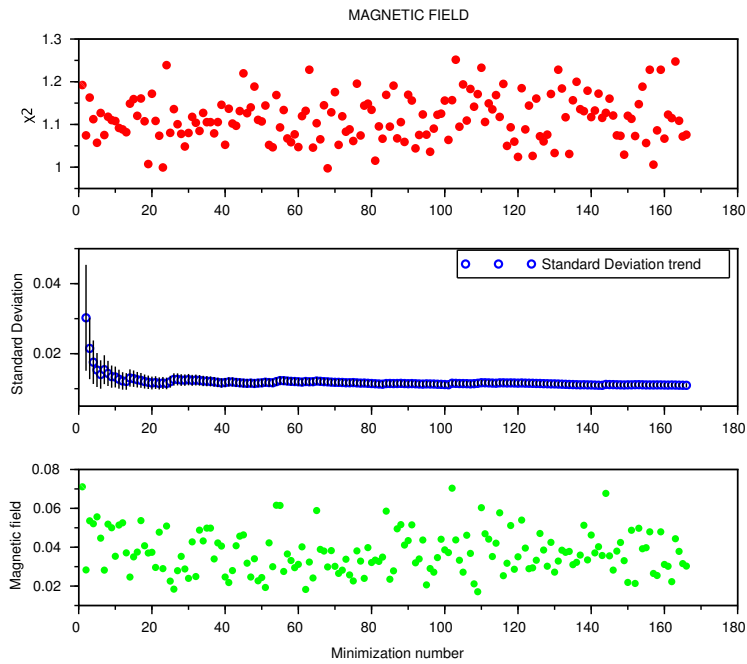 MAGNETIC FIELD
1.3
1.2
1.1
1
χ2
0 20 40 60 80 100 120 140 160 180
0.04
0.02
Standard Deviation
Standard Deviation trend
0 20 40 60 80 100 120 140 160 180
0.08
0.06
0.04
0.02
Magnetic field
0 20 40 60 80 100 120 140 160 180
Minimization number